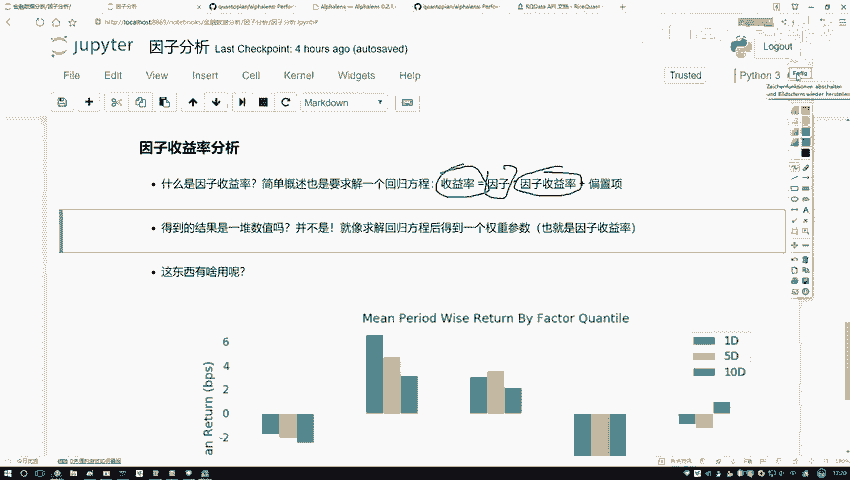 金融数据分析/因子分析/
因子分析
quantopian/alphalens: Perfor
Alphalens — Alphalens 0.2.1
quantopian/alphalens: Perfor
RQData API 文档 - RiceQuant
http://localhost:8889/notebooks/金融数据分析/因子分析/因子分析.ipynb#
jupyter 因子分析 Last Checkpoint: 4 hours ago (autosaved)
Logout
File Edit View Insert Cell Kernel Widgets Help
Trusted
Python 3
Fertig
Zeichenfunktionen abschalten
und Bildschirm wieder herstellen
Markdown
因子收益率分析
什么是因子收益率?简单概述也是要求解一个回归方程:收益率 = 因子 * 因子收益率 + 偏置项
得到的结果是一堆数值吗?并不是!就像求解回归方程后得到一个权重参数(也就是因子收益率)
这东西有啥用呢?
Mean Period Wise Return By Factor Quantile
6
4
2
0
-2
an Return (bps)
1D
5D
10D